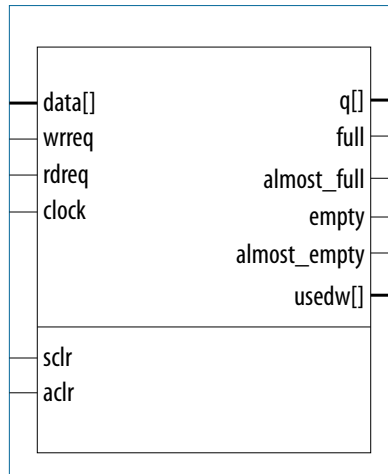 data[]
wrreq
rdreq
clock
q[]
full
almost_full
empty
almost_empty
usedw[]
sclr
aclr